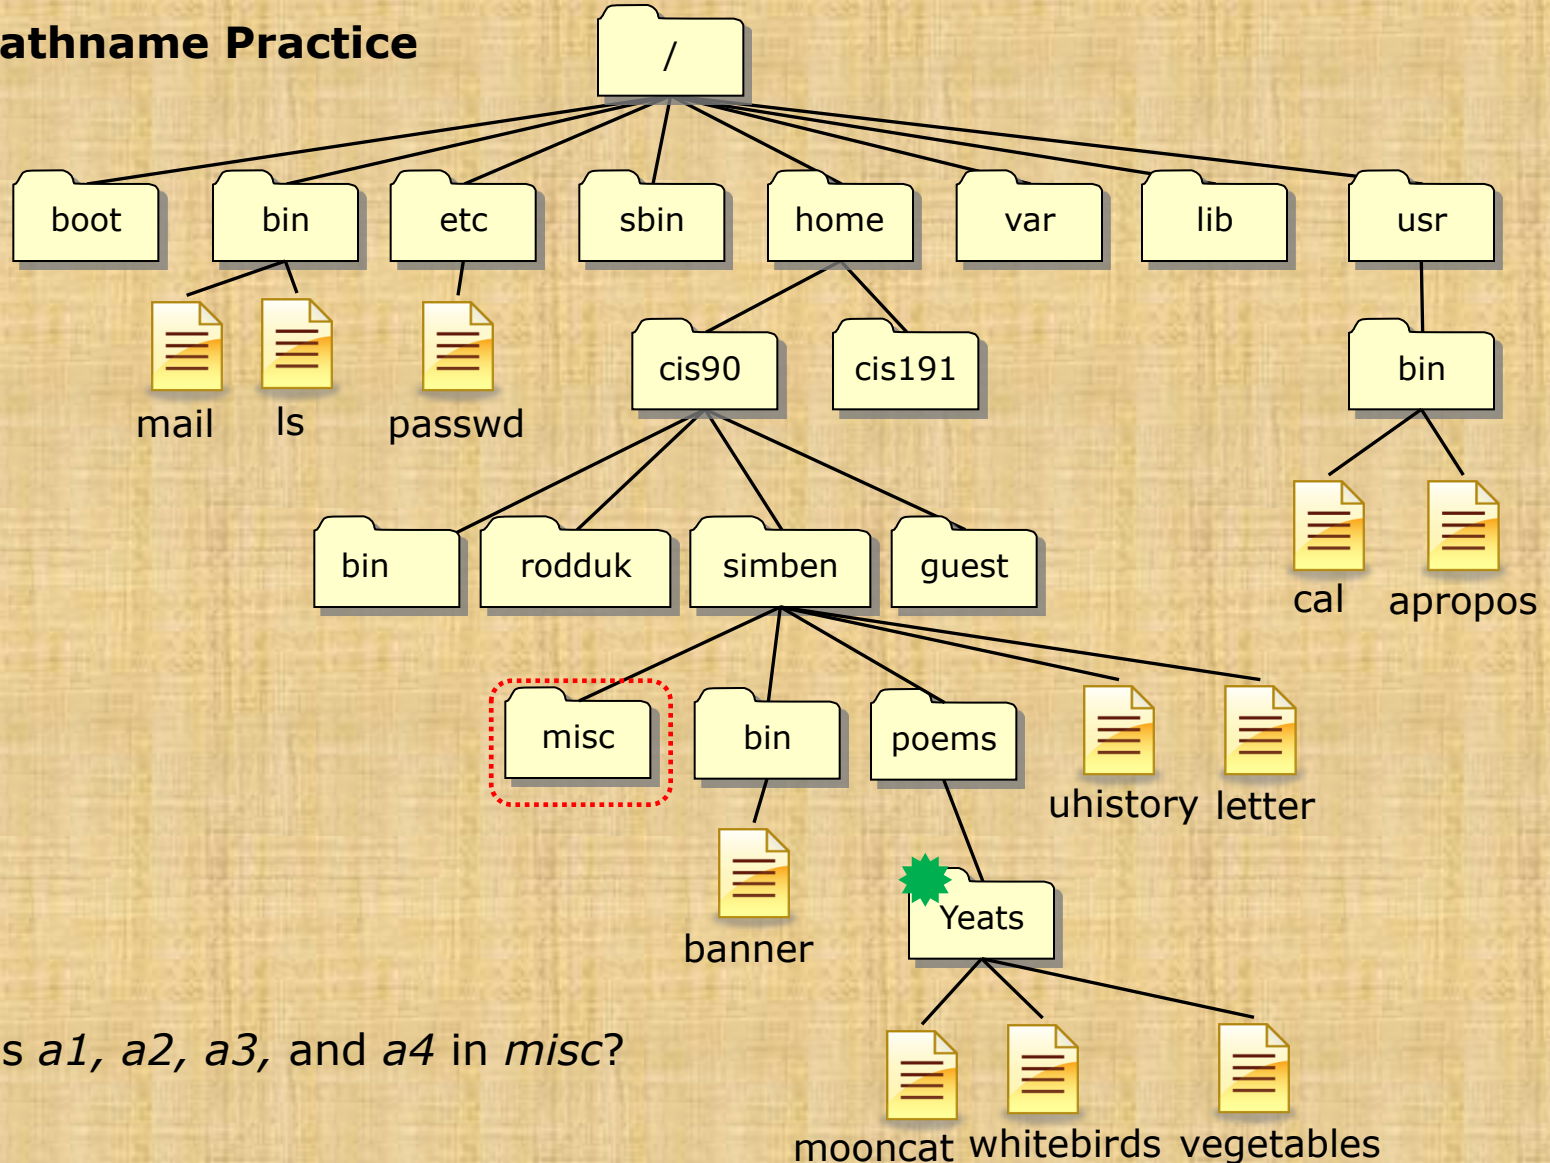 athname Practice
/
boot bin etc sbin home var lib usr
mail ls passwd
cis90 cis191 bin
bin rodduk simben guest
cal apropos
misc bin poems
uhistory letter
banner
Yeats
s a1, a2, a3, and a4 in misc?
mooncat whitebirds vegetables